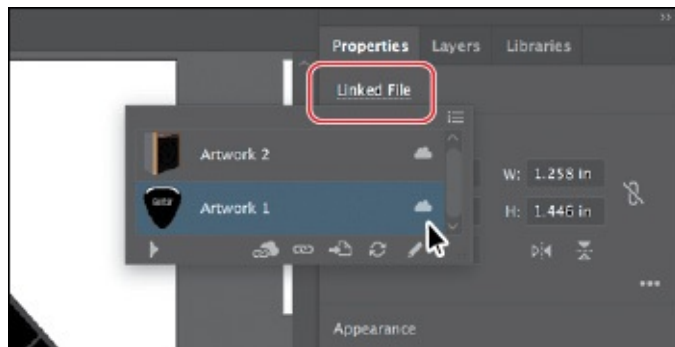 Properties Layers Libraries
Linked File
Artwork 2
W: 1.258 in
Artwork 1
H: 1.446 in
Appearance